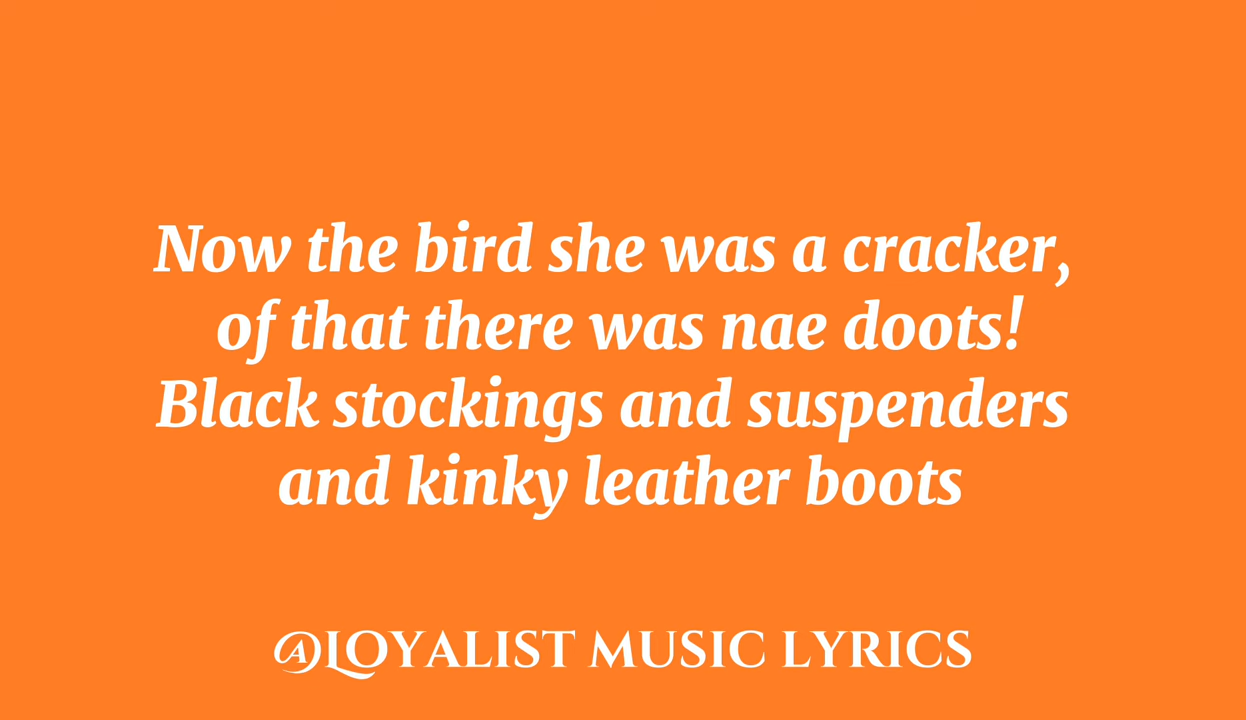 Now the bird she was a cracker,
of that there was nae doots!
Black stockings and suspenders
and kinky leather boots
@LOYALIST MUSIC LYRICS